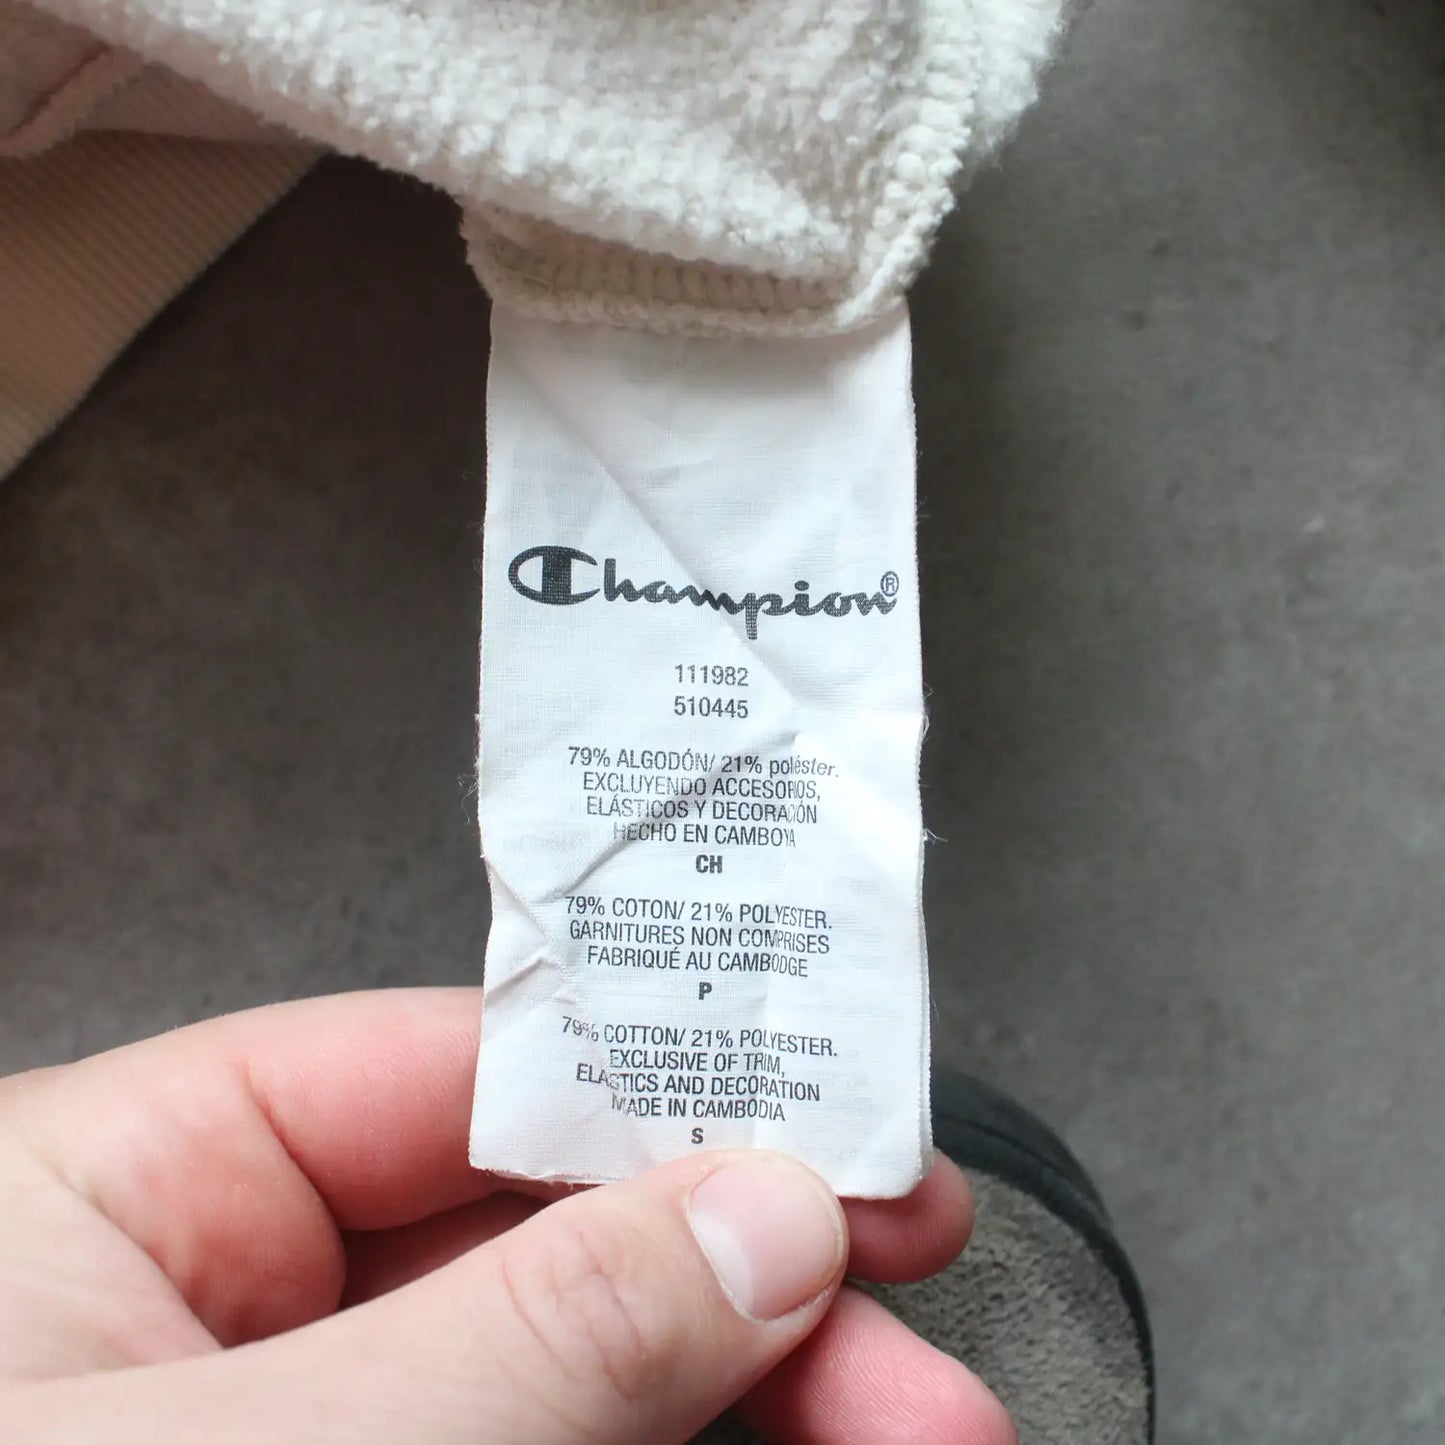 Champion®
111982
510445
79% ALGODÓN/ 21% poléster.
EXCLUYENDO ACCESORIOS,
ELÁSTICOS Y DECORACIÓN
HECHO EN CAMBOYA
CH
79% COTON/ 21% POLYESTER.
GARNITURES NON COMPRISES
FABRIQUÉ AU CAMBODGE
P
79% COTTON/ 21% POLYESTER.
EXCLUSIVE OF TRIM,
ELASTICS AND DECORATION
MADE IN CAMBODIA
S